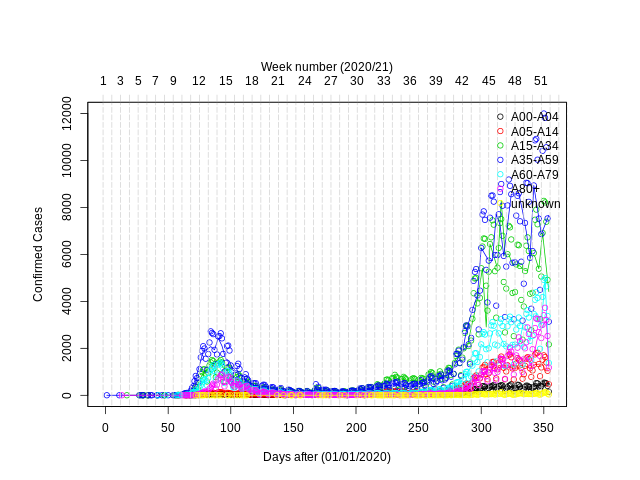 Week number (2020/21)
1 3 5 7 9 12 15 18 21 24 27 30 33 36 39 42 45 48 51
12000
10000
8000
6000
4000
2000
0
Confirmed Cases
A00-A04
A05-A14
A15-A34
A35-A59
A60-A79
A80+
unknown
0 50 100 150 200 250 300 350
Days after (01/01/2020)